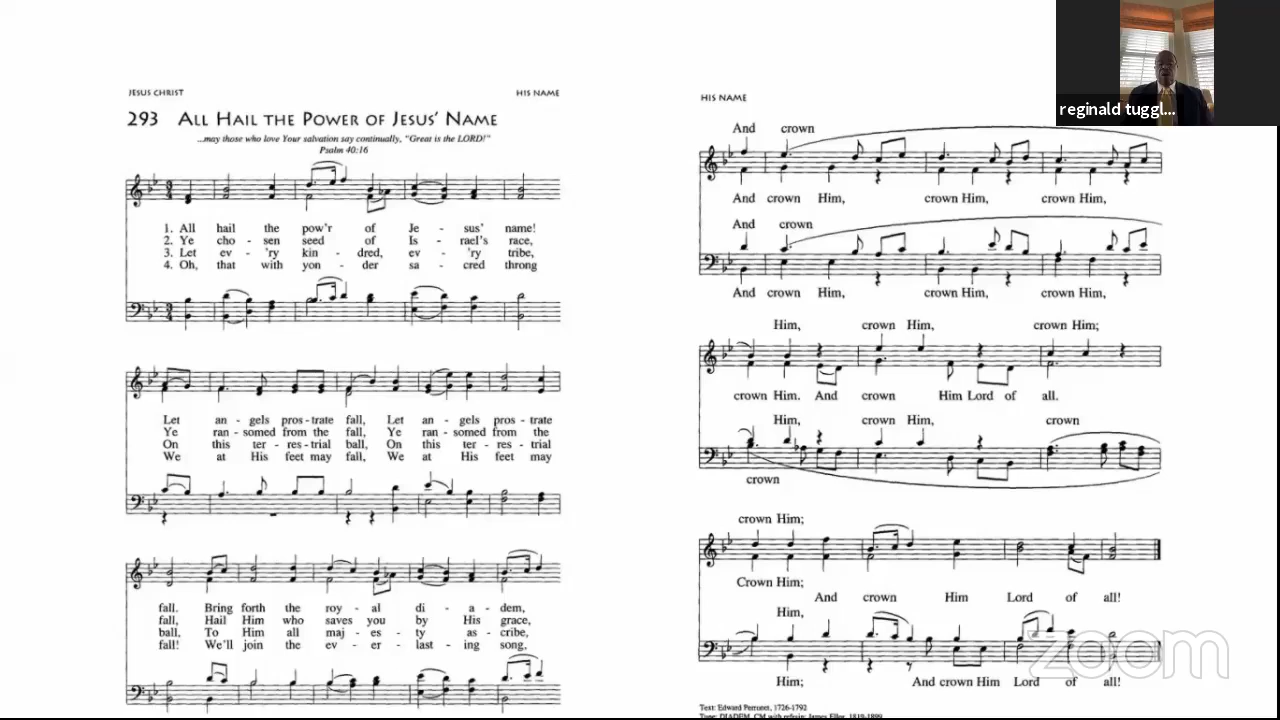 JESUS CHRIST
HIS NAME
293 ALL HAIL THE POWER OF JESUS' NAME
...may those who love Your salvation say continually, "Great is the LORD!"
Psalm 40:16
1. All hail the pow'r of Je - sus' name!
2. Ye cho - sen seed of Is - rael's race,
3. Let ev - 'ry kin - dred, ev - 'ry tribe,
4. Oh, that with yon - der sa - cred throng
Let an - gels pros - trate fall, Let an - gels pros - trate
Ye ran - somed from the fall, Ye ran - somed from the
On this ter - res - trial ball, On this ter - res - trial
We at His feet may fall, We at His feet may
fall. Bring forth the roy - al di - a - dem,
fall, Hail Him who saves you by His grace,
ball, To Him all maj - es - ty as - cribe,
fall! We'll join the ev - er - last - ing song,
HIS NAME
And crown
And crown Him, crown Him, crown Him,
And crown
And crown Him, crown Him, crown Him,
Him, crown Him, crown Him;
crown Him. And crown Him Lord of all.
Him, crown Him, crown
crown
crown Him;
Crown Him;
And crown Him Lord of all!
Him,
Him; And crown Him Lord of all!
Text: Edward Perronet, 1726-1792
Tune: DIADEM, CM with refrain; James Ellor, 1819-1899
reginald tuggl...
zoom